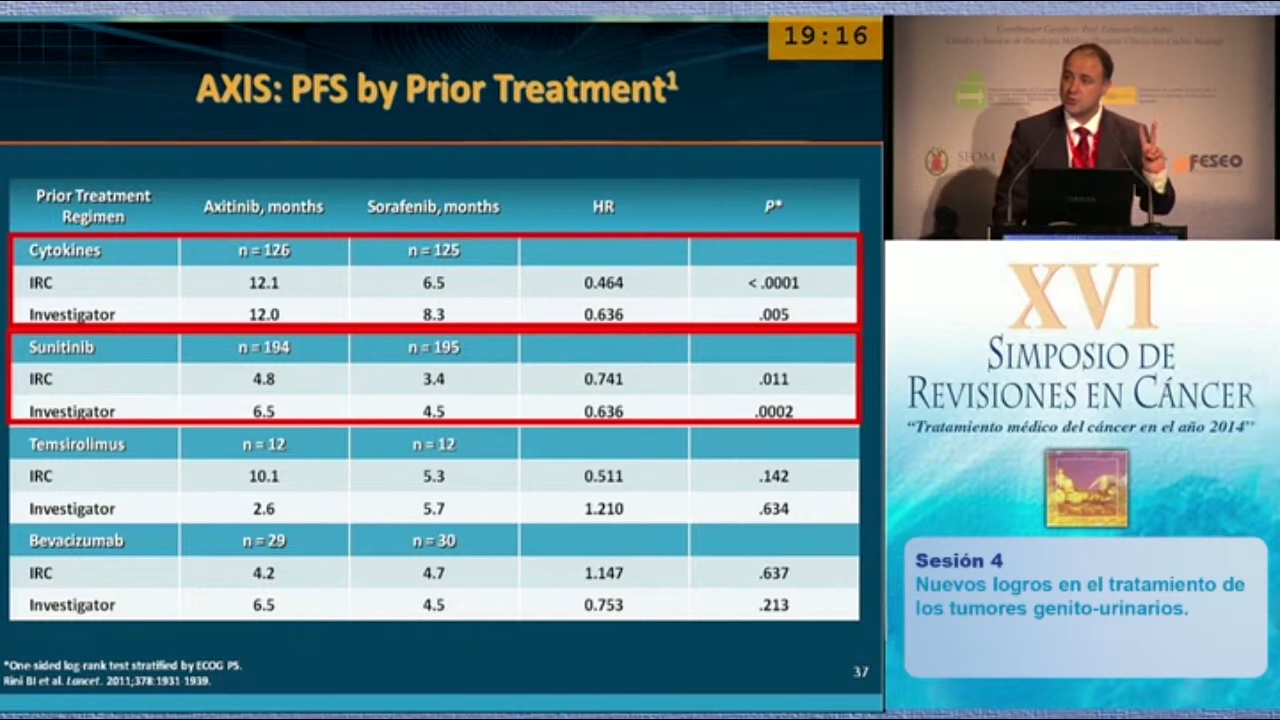 19:16
AXIS: PFS by Prior Treatment¹
Prior Treatment Regimen Axitinib, months Sorafenib, months HR P*
Cytokines n = 126 n = 125
IRC 12.1 6.5 0.464 < .0001
Investigator 12.0 8.3 0.636 .005
Sunitinib n = 194 n = 195
IRC 4.8 3.4 0.741 .011
Investigator 6.5 4.5 0.636 .0002
Temsirolimus n = 12 n = 12
IRC 10.1 5.3 0.511 .142
Investigator 2.6 5.7 1.210 .634
Bevacizumab n = 29 n = 30
IRC 4.2 4.7 1.147 .637
Investigator 6.5 4.5 0.753 .213
*One-sided log-rank test stratified by ECOG PS.
Rini BI et al. Lancet. 2011;378:1931 1939.
37
SEOM
FESEO
XVI
SIMPOSIO DE
REVISIONES EN CÁNCER
"Tratamiento médico del cáncer en el año 2014"
Sesión 4
Nuevos logros en el tratamiento de
los tumores genito-urinarios.